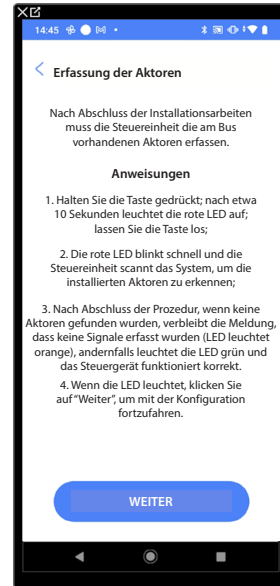 14:45
Erfassung der Aktoren
Nach Abschluss der Installationsarbeiten
muss die Steuereinheit die am Bus
vorhandenen Aktoren erfassen.
Anweisungen
1. Halten Sie die Taste gedrückt; nach etwa
10 Sekunden leuchtet die rote LED auf;
lassen Sie die Taste los;
2. Die rote LED blinkt schnell und die
Steuereinheit scannt das System, um die
installierten Aktoren zu erkennen;
3. Nach Abschluss der Prozedur, wenn keine
Aktoren gefunden wurden, verbleibt die Meldung,
dass keine Signale erfasst wurden (LED leuchtet
orange), andernfalls leuchtet die LED grün und
das Steuergerät funktioniert korrekt.
4. Wenn die LED leuchtet, klicken Sie
auf “Weiter”, um mit der Konfiguration
fortzufahren.
WEITER